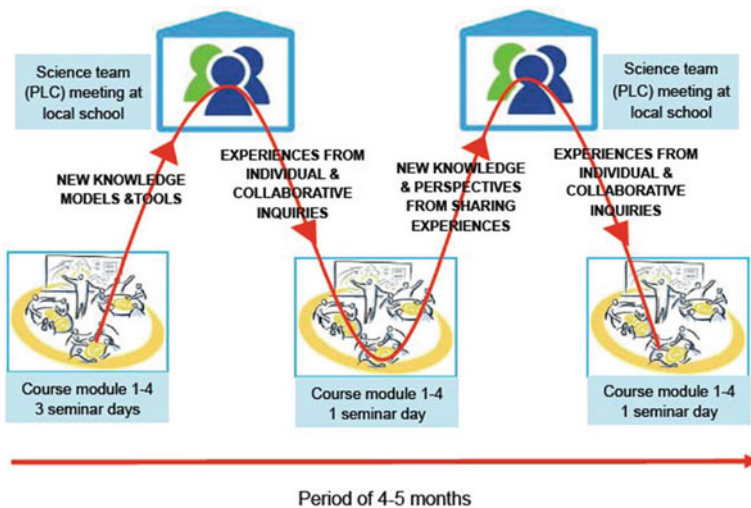 Science team
(PLC) meeting at
local school
Science team
(PLC) meeting at
local school
NEW KNOWLEDGE
MODELS &TOOLS
EXPERIENCES FROM
INDIVIDUAL &
COLLABORATIVE
INQUIRIES
NEW KNOWLEDGE
& PERSPECTIVES
FROM SHARING
EXPERIENCES
EXPERIENCES FROM
INDIVIDUAL &
COLLABORATIVE
INQUIRIES
Course module 1-4
3 seminar days
Course module 1-4
1 seminar day
Course module 1-4
1 seminar day
Period of 4-5 months